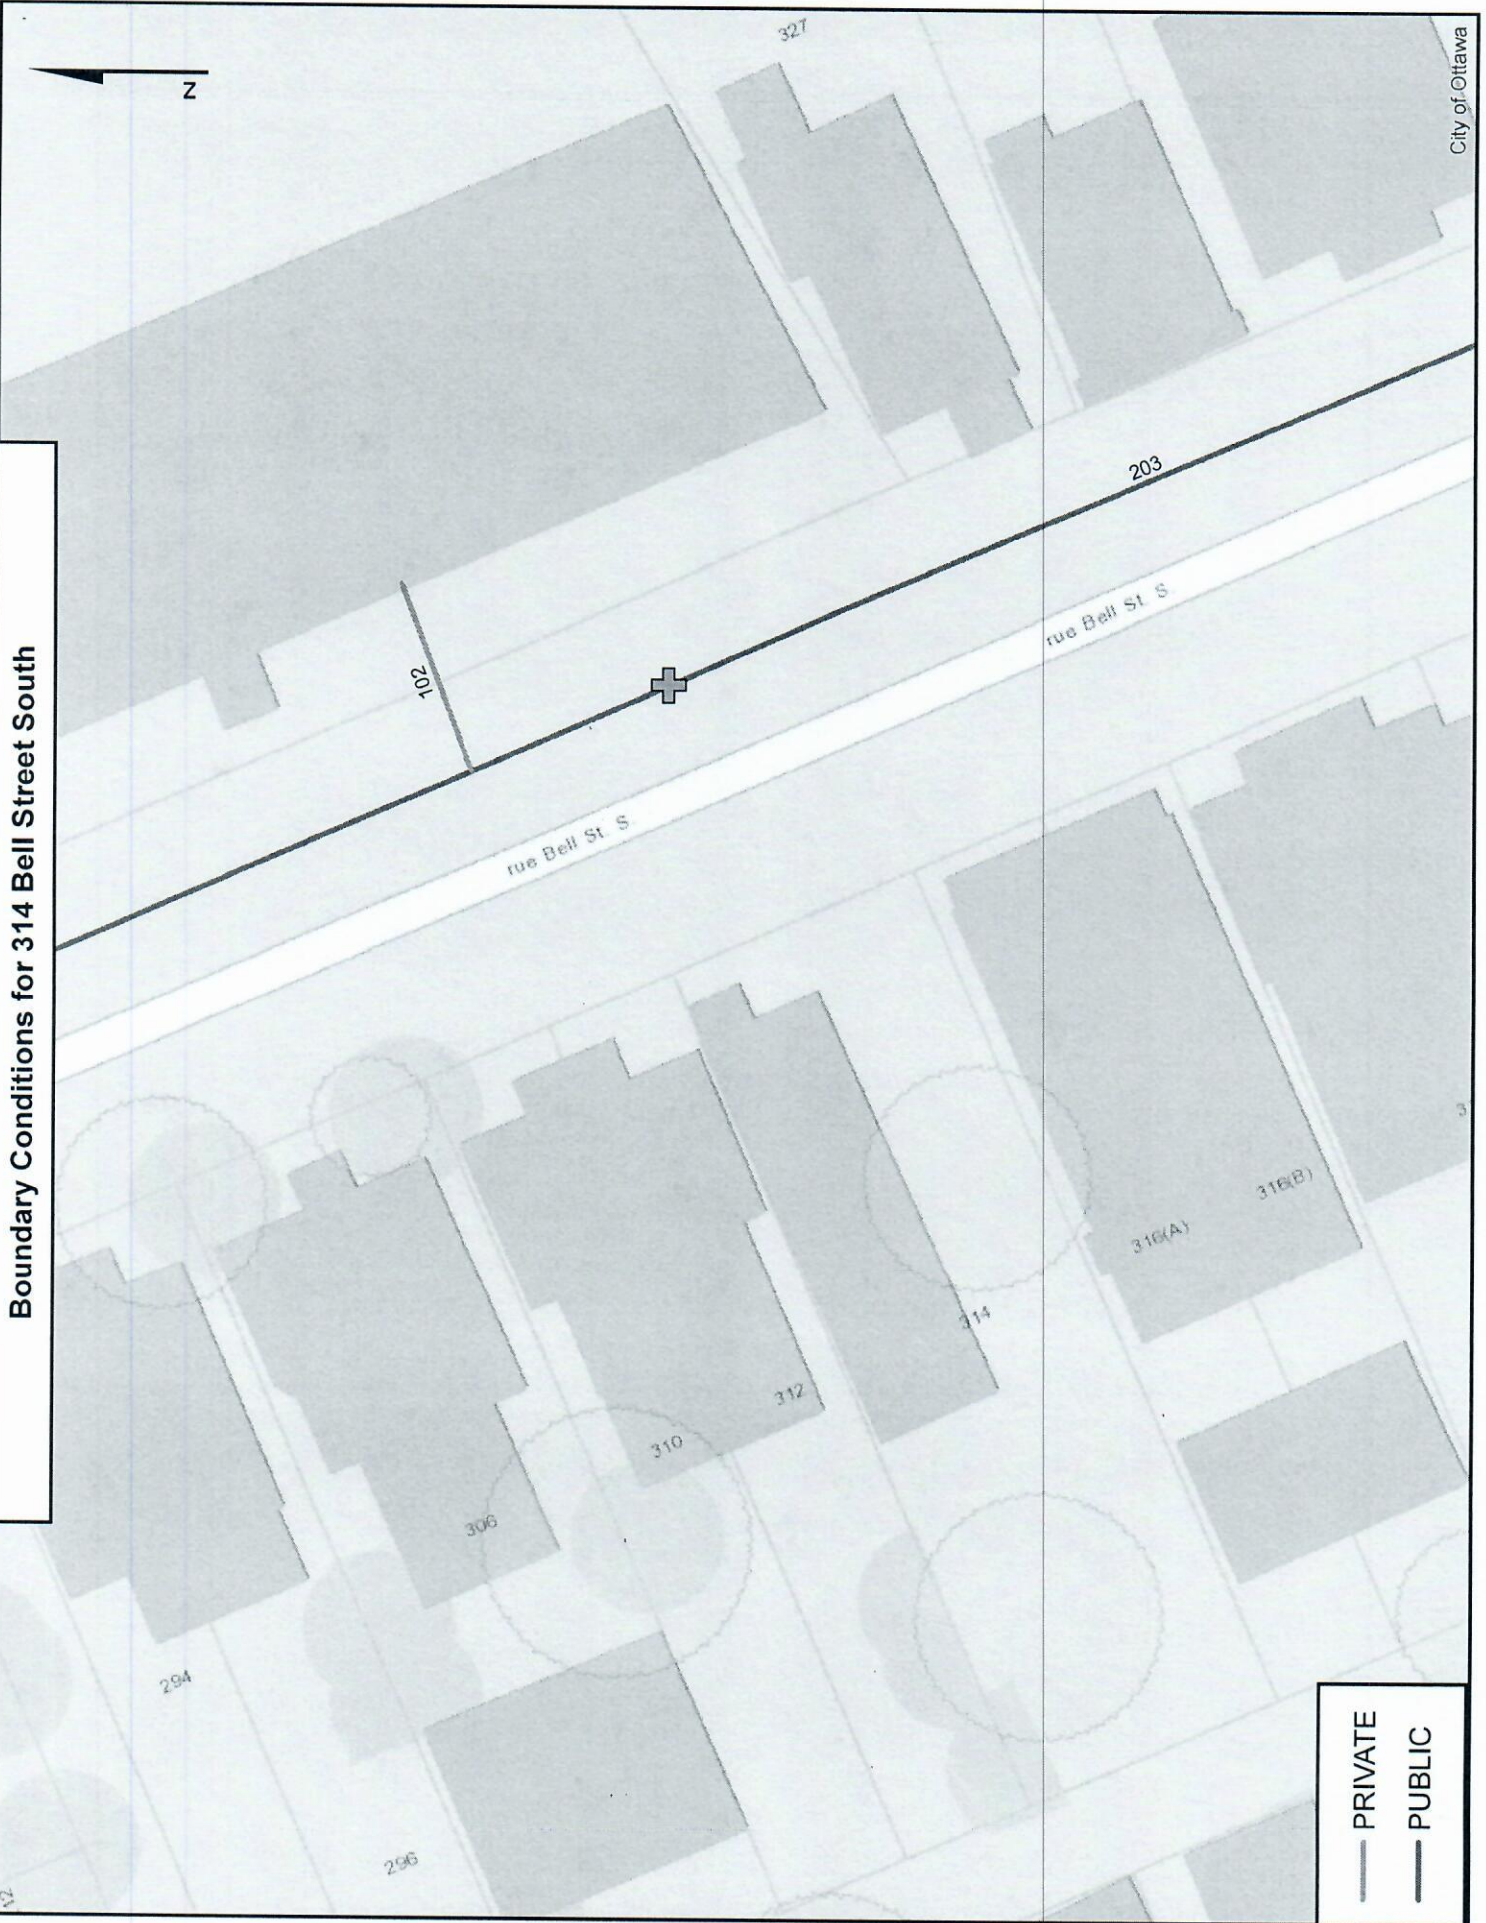 Boundary Conditions for 314 Bell Street South
N
327
102
203
rue Bell St. S
rue Bell St. S
294
296
306
310
312
314
316(A)
316(B)
12
PRIVATE
PUBLIC
City of Ottawa